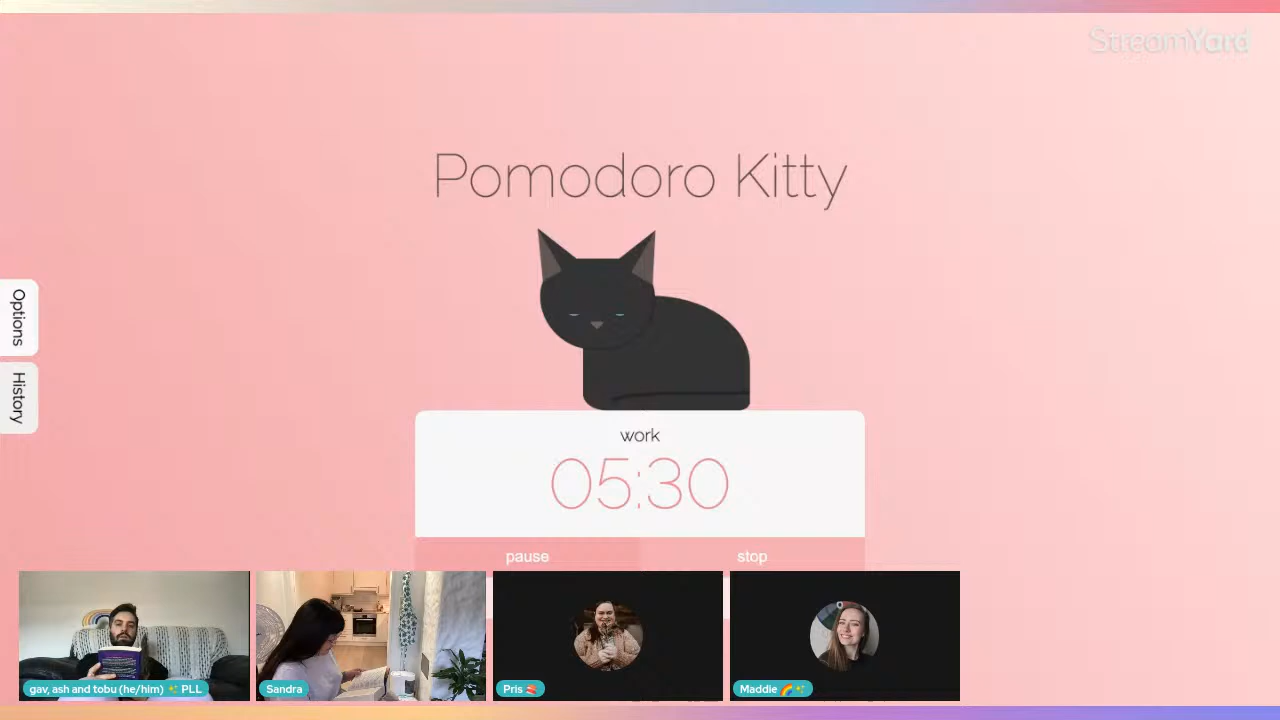 StreamYard
Pomodoro Kitty
Options
History
work
05:30
pause
stop
gav, ash and tobu (he/him) ✨ PLL
Sandra
Pris 🍣
Maddie 🌈✨